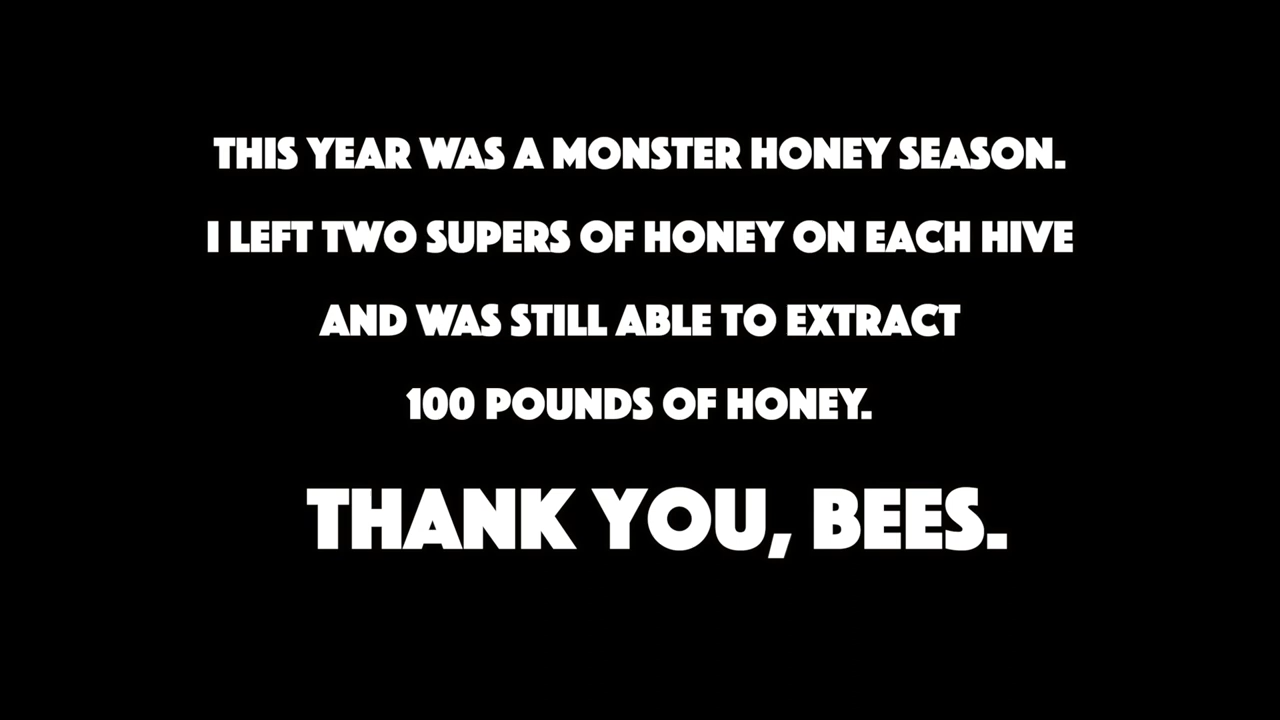 THIS YEAR WAS A MONSTER HONEY SEASON.
I LEFT TWO SUPERS OF HONEY ON EACH HIVE
AND WAS STILL ABLE TO EXTRACT
100 POUNDS OF HONEY.
THANK YOU, BEES.